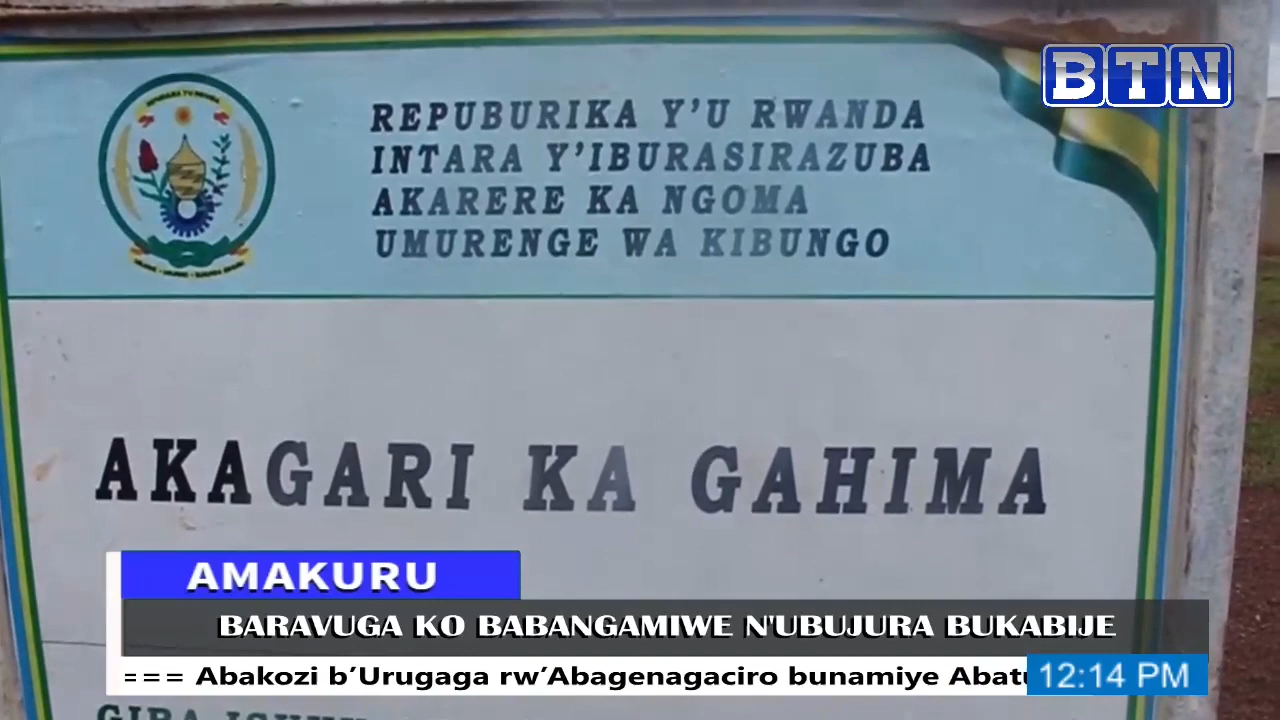 BTN
REPUBURIKA Y'U RWANDA
INTARA Y'IBURASIRAZUBA
AKARERE KA NGOMA
UMURENGE WA KIBUNGO
AKAGARI KA GAHIMA
AMAKURU
BARAVUGA KO BABANGAMIWE N'UBUJURA BUKABIJE
=== Abakozi b'Urugaga rw'Abagenagaciro bunamiye Abatu
12:14 PM